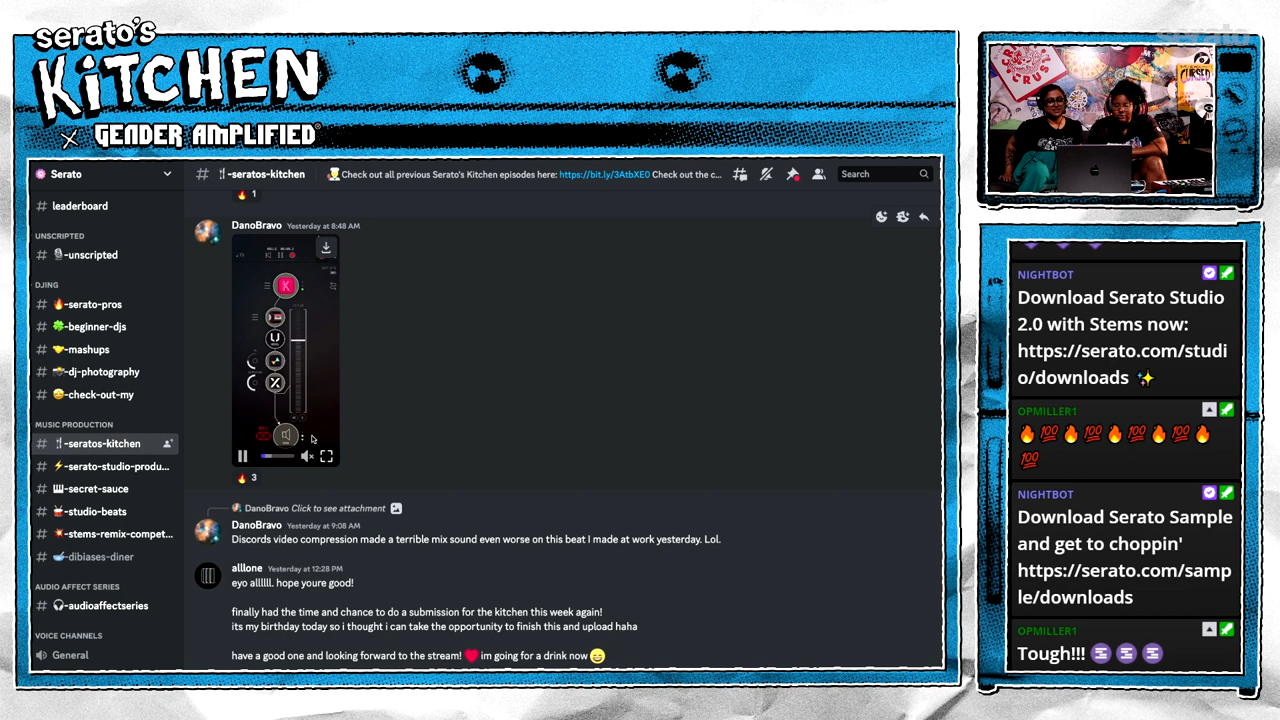 serato's
KITCHEN
X GENDER AMPLIFIED
serato
CURSED
Serato
# 🍴-seratos-kitchen
🧑‍🍳Check out all previous Serato's Kitchen episodes here: https://bit.ly/3AtbXE0 Check out the c...
Search
# leaderboard
UNSCRIPTED
# 🎙-unscripted
DJING
# 🔥-serato-pros
# 🍀-beginner-djs
# 🤝-mashups
# 📸-dj-photography
# 😅-check-out-my
MUSIC PRODUCTION
# 🍴-seratos-kitchen
# ⚡-serato-studio-produ...
# 🎹-secret-sauce
# 🥁-studio-beats
# 💥-stems-remix-compet...
# 🥣-dibiases-diner
AUDIO AFFECT SERIES
# 🎧-audioaffectseries
VOICE CHANNELS
General
🔥 1
DanoBravo Yesterday at 8:48 AM
K
🔥 3
DanoBravo Click to see attachment
DanoBravo Yesterday at 9:08 AM
Discords video compression made a terrible mix sound even worse on this beat I made at work yesterday. Lol.
alllone Yesterday at 12:28 PM
eyo allllll. hope youre good!
finally had the time and chance to do a submission for the kitchen this week again!
its my birthday today so i thought i can take the opportunity to finish this and upload haha
have a good one and looking forward to the stream! ❤️ im going for a drink now 😄
NIGHTBOT
Download Serato Studio
2.0 with Stems now:
https://serato.com/studi
o/downloads ✨
OPMILLER1
🔥💯🔥💯🔥💯🔥💯🔥
💯
NIGHTBOT
Download Serato Sample
and get to choppin'
https://serato.com/samp
le/downloads
OPMILLER1
Tough!!!